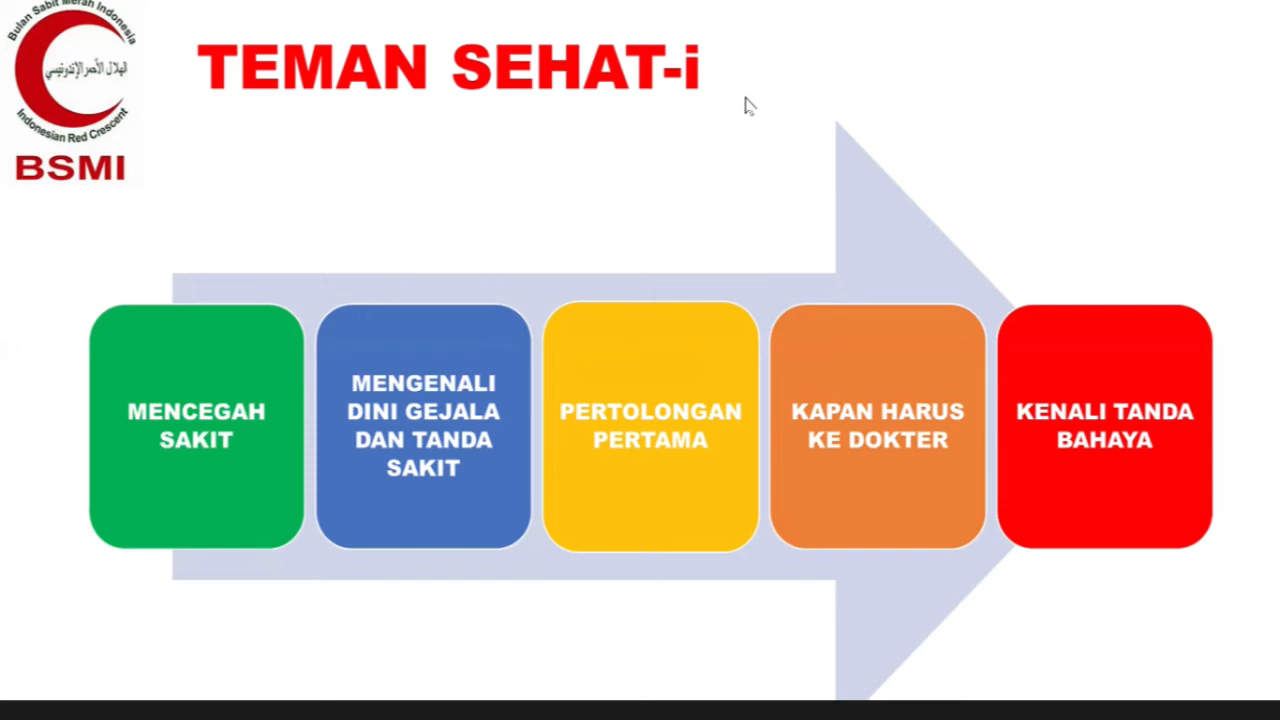 Bulan Sabit Merah Indonesia
الهلال الأحمر الإندونيسي
Indonesian Red Crescent
BSMI
TEMAN SEHAT-i
MENCEGAH
SAKIT
MENGENALI
DINI GEJALA
DAN TANDA
SAKIT
PERTOLONGAN
PERTAMA
KAPAN HARUS
KE DOKTER
KENALI TANDA
BAHAYA